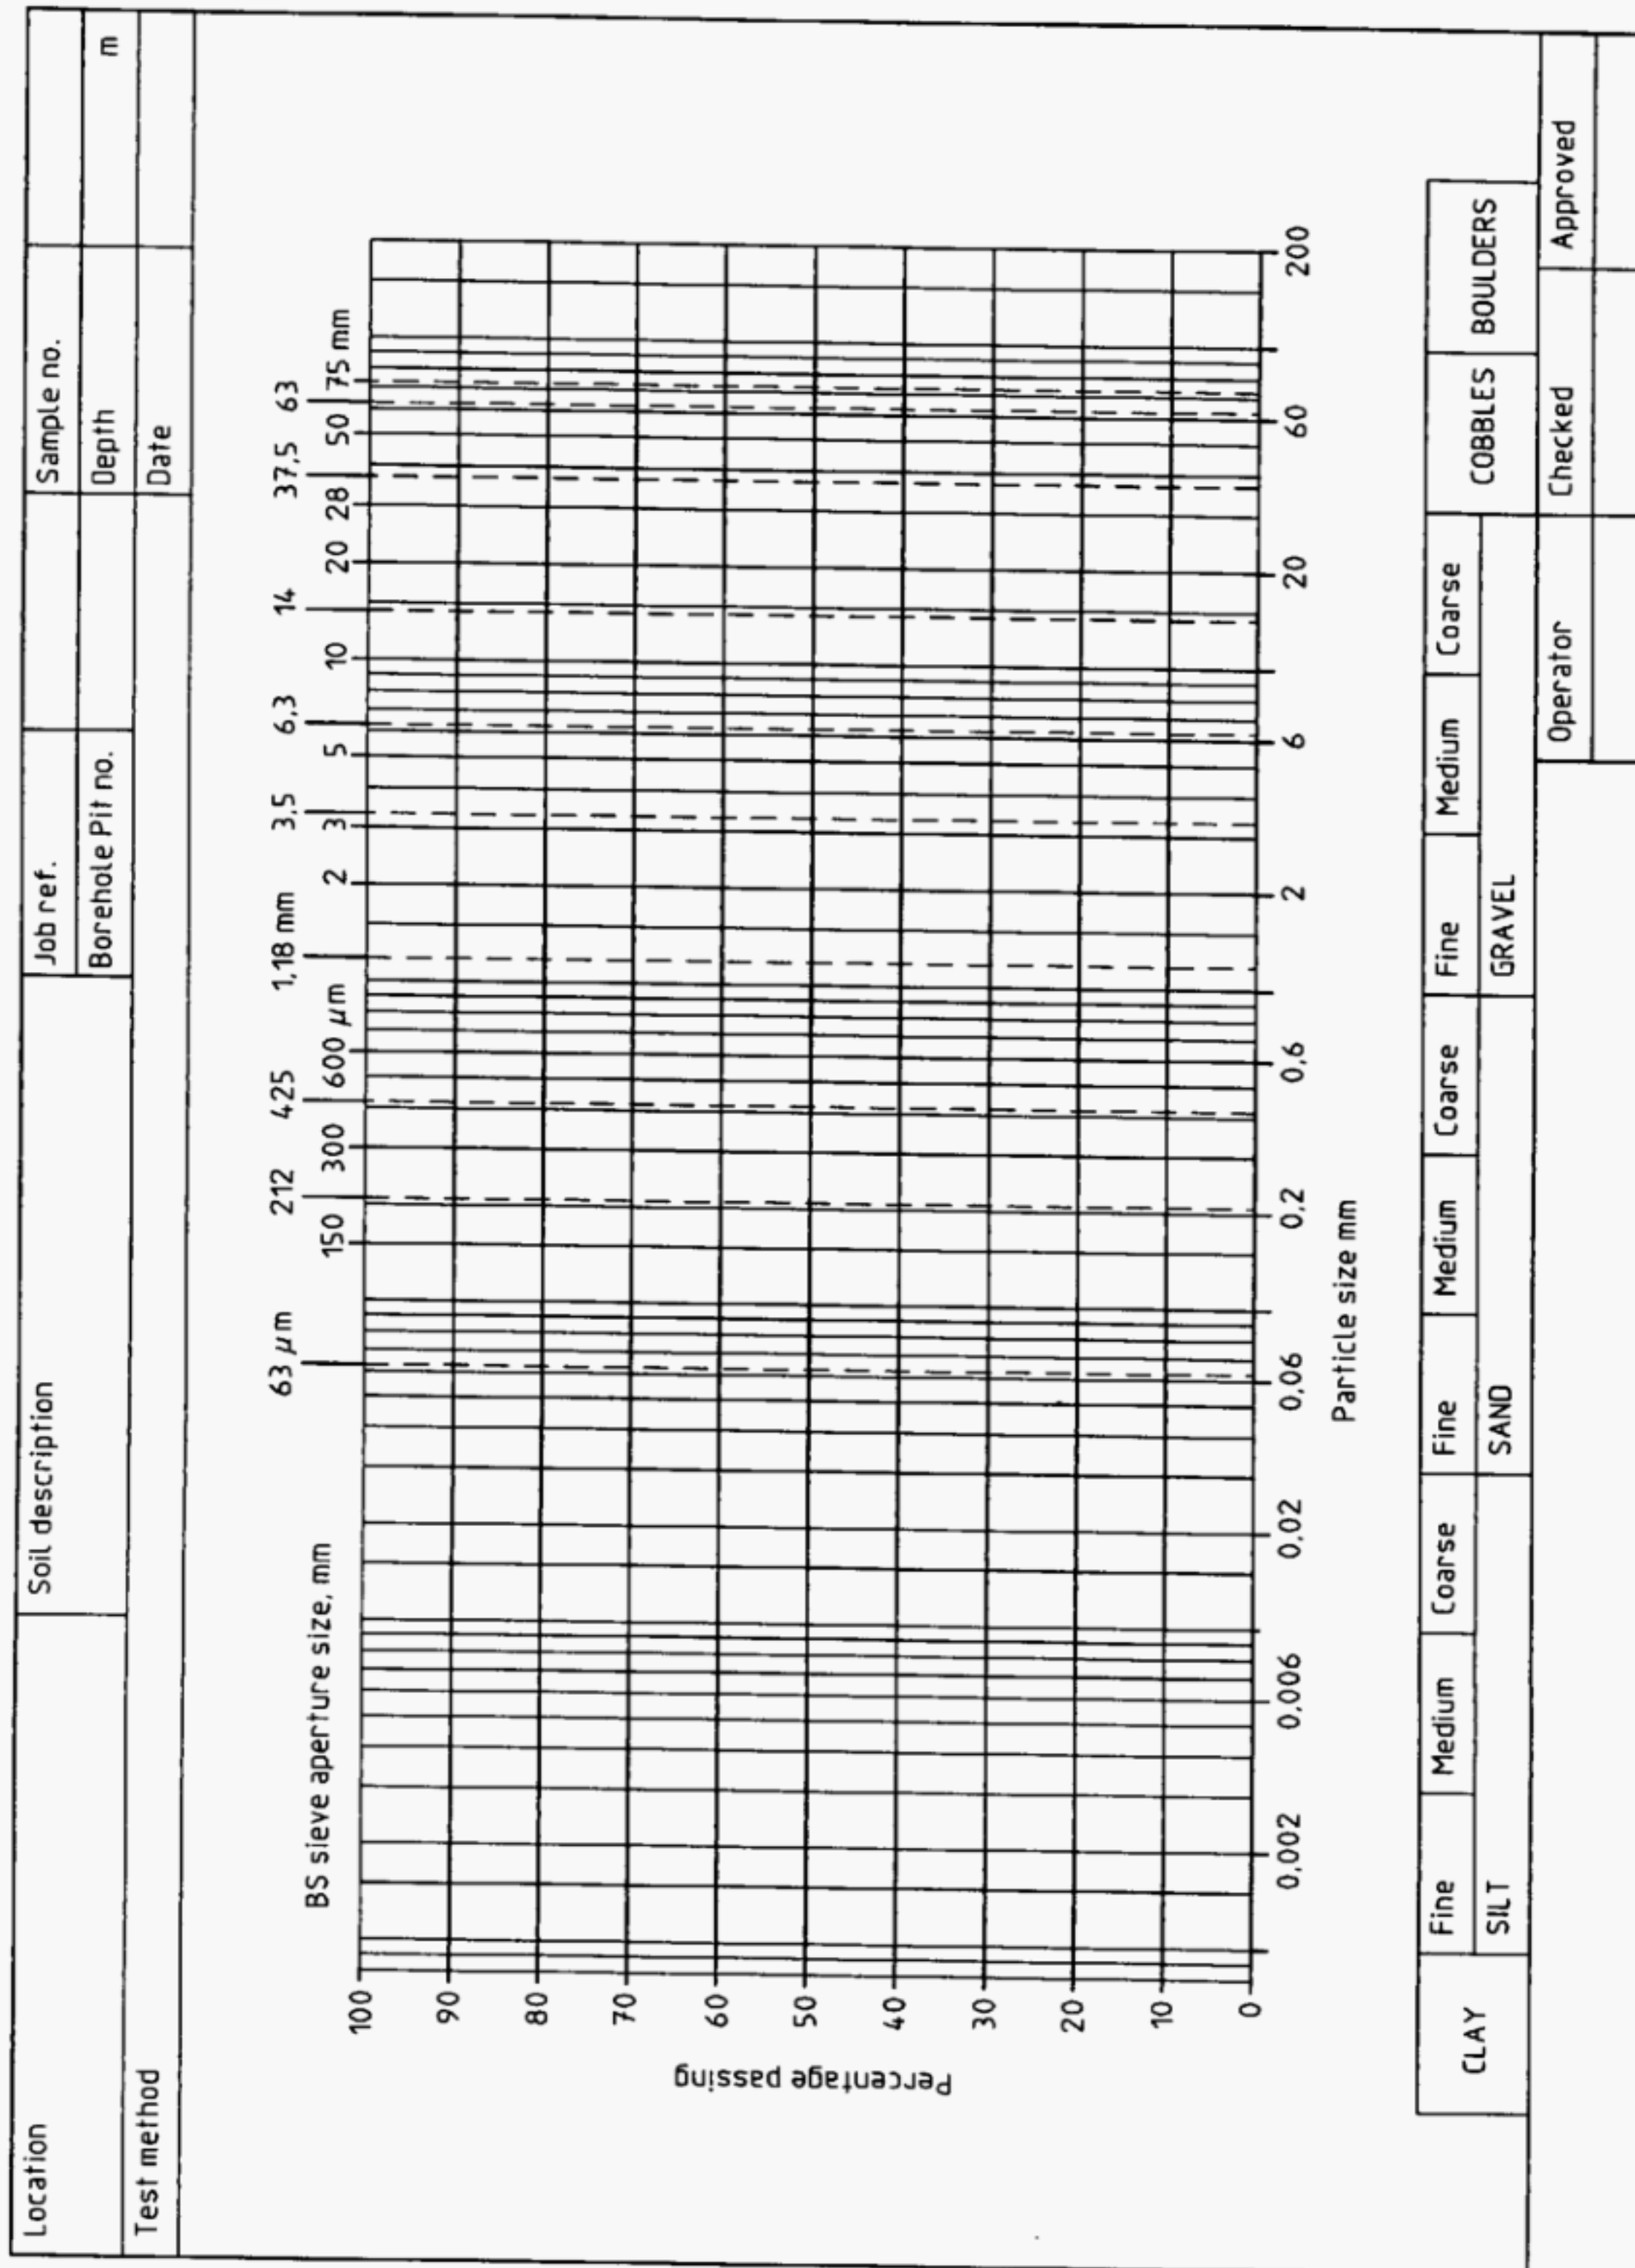 Location
Soil description
Job ref.
Sample no.
Borehole Pit no.
Depth m
Test method
Date
63 μm 212 425 1,18 mm 3,5 6,3 14 37,5 63
BS sieve aperture size, mm 150 300 600 μm 2 3 5 10 20 28 50 75 mm
Percentage passing
100
90
80
70
60
50
40
30
20
10
0
0,002 0,006 0,02 0,06 0,2 0,6 2 6 20 60 200
Particle size mm
CLAY
Fine Medium Coarse Fine Medium Coarse Fine Medium Coarse
COBBLES BOULDERS
SILT SAND GRAVEL
Operator Checked Approved